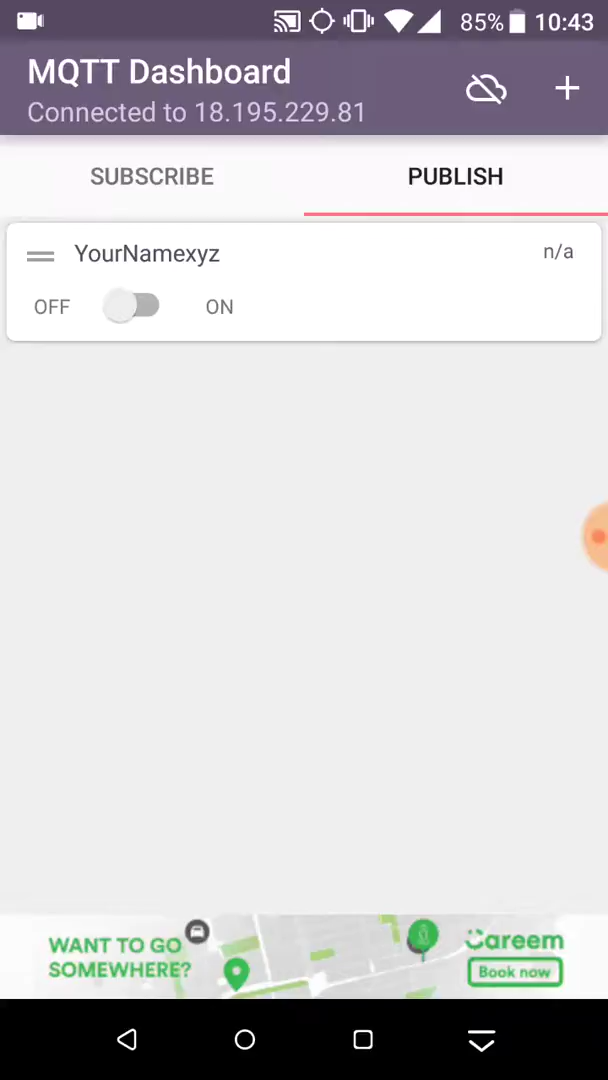 85% 10:43
MQTT Dashboard
Connected to 18.195.229.81
SUBSCRIBE PUBLISH
YourNamexyz n/a
OFF ON
WANT TO GO
SOMEWHERE?
Careem
Book now